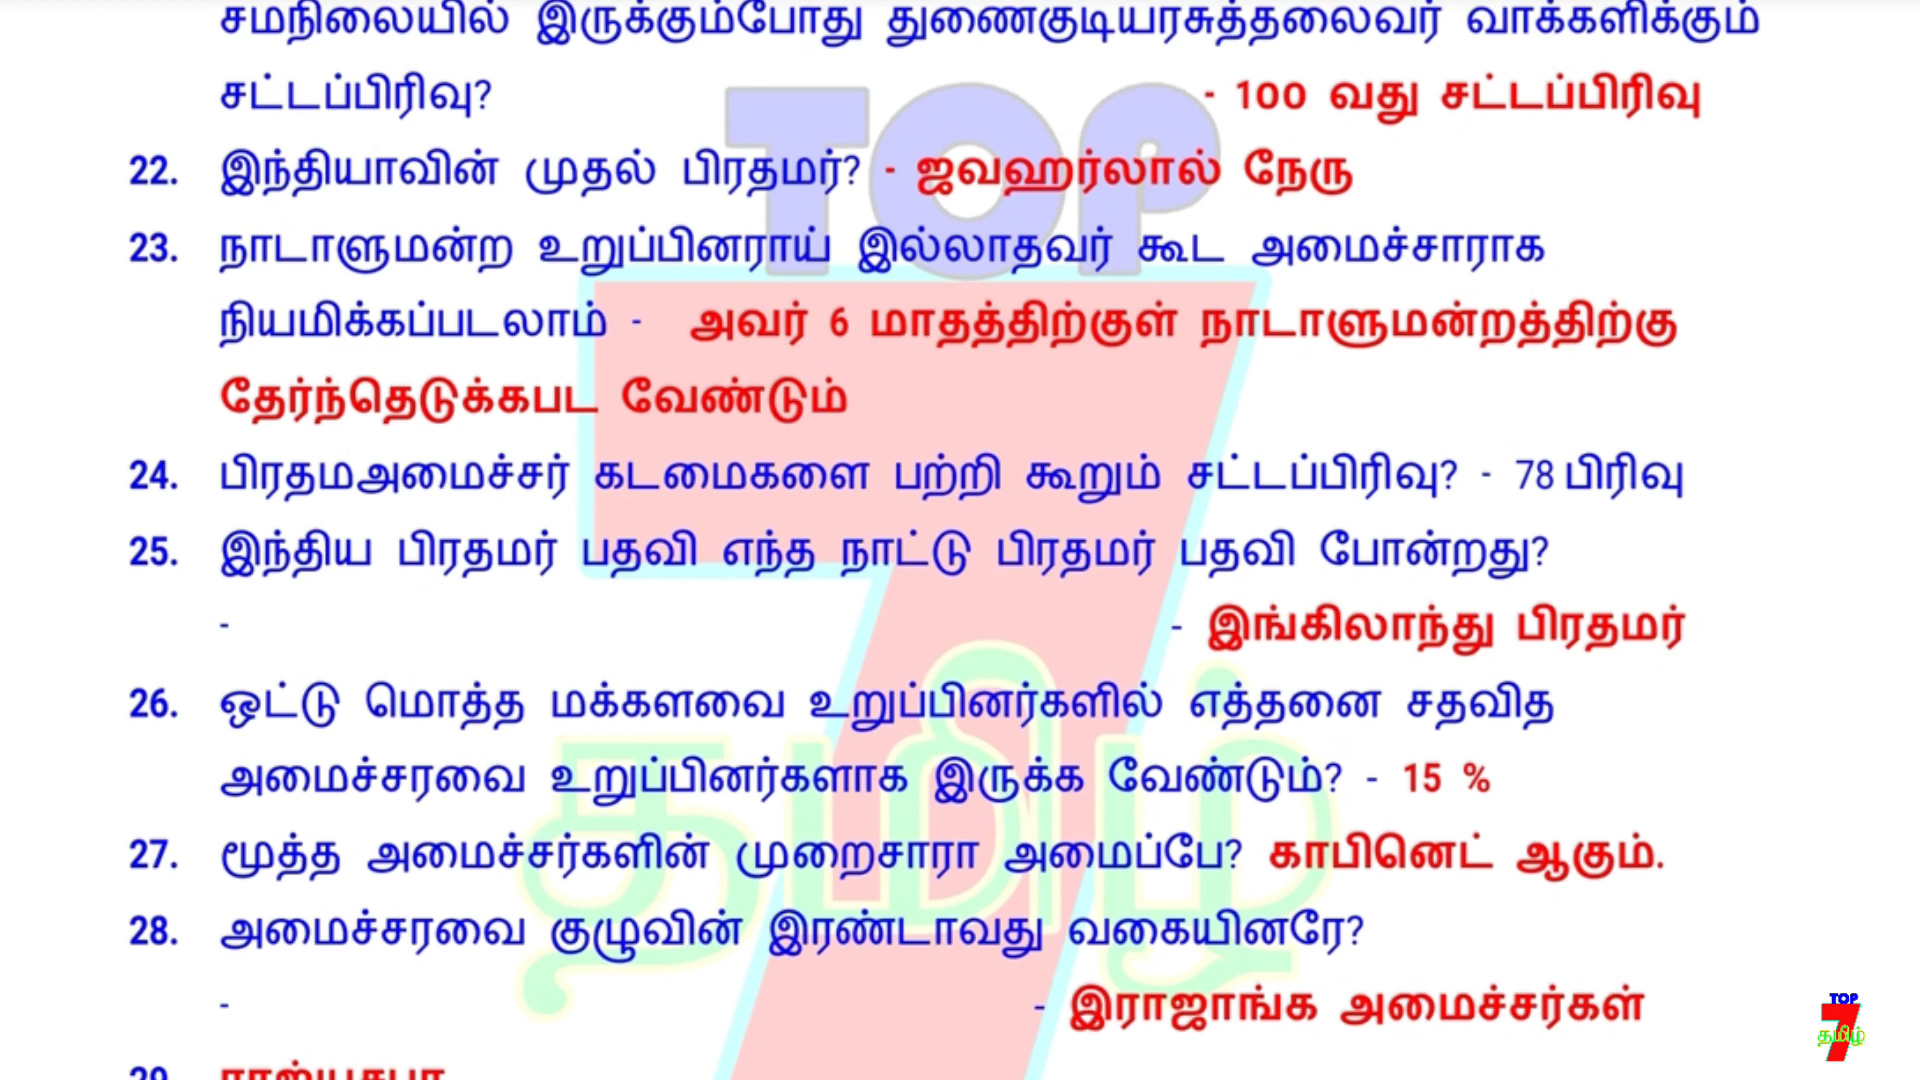 சமநிலையில் இருக்கும்போது துணைகுடியரசுத்தலைவர் வாக்களிக்கும்
சட்டப்பிரிவு? - 100 வது சட்டப்பிரிவு
22. இந்தியாவின் முதல் பிரதமர்? - ஜவஹர்லால் நேரு
23. நாடாளுமன்ற உறுப்பினராய் இல்லாதவர் கூட அமைச்சாராக
நியமிக்கப்படலாம் - அவர் 6 மாதத்திற்குள் நாடாளுமன்றத்திற்கு
தேர்ந்தெடுக்கபட வேண்டும்
24. பிரதமஅமைச்சர் கடமைகளை பற்றி கூறும் சட்டப்பிரிவு? - 78 பிரிவு
25. இந்திய பிரதமர் பதவி எந்த நாட்டு பிரதமர் பதவி போன்றது?
- - இங்கிலாந்து பிரதமர்
26. ஒட்டு மொத்த மக்களவை உறுப்பினர்களில் எத்தனை சதவித
அமைச்சரவை உறுப்பினர்களாக இருக்க வேண்டும்? - 15 %
27. மூத்த அமைச்சர்களின் முறைசாரா அமைப்பே? காபினெட் ஆகும்.
28. அமைச்சரவை குழுவின் இரண்டாவது வகையினரே?
- - இராஜாங்க அமைச்சர்கள்
TOP
7
தமிழ்
TOP
7
தமிழ்